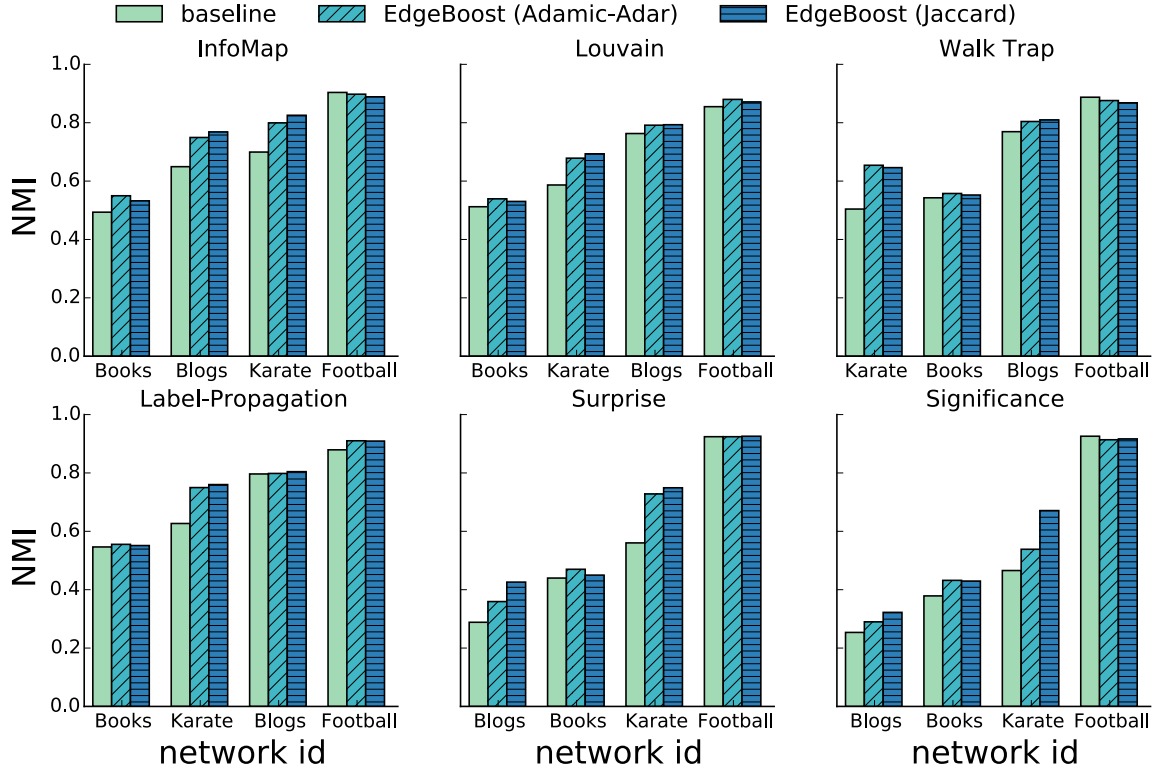 baseline EdgeBoost (Adamic-Adar) EdgeBoost (Jaccard)
InfoMap Louvain Walk Trap
1.0
0.8
0.6
0.4
0.2
0.0
NMI
Books Blogs Karate Football
Books Karate Blogs Football
Karate Books Blogs Football
Label-Propagation Surprise Significance
1.0
0.8
0.6
0.4
0.2
0.0
NMI
Books Karate Blogs Football
Blogs Books Karate Football
Blogs Books Karate Football
network id network id network id